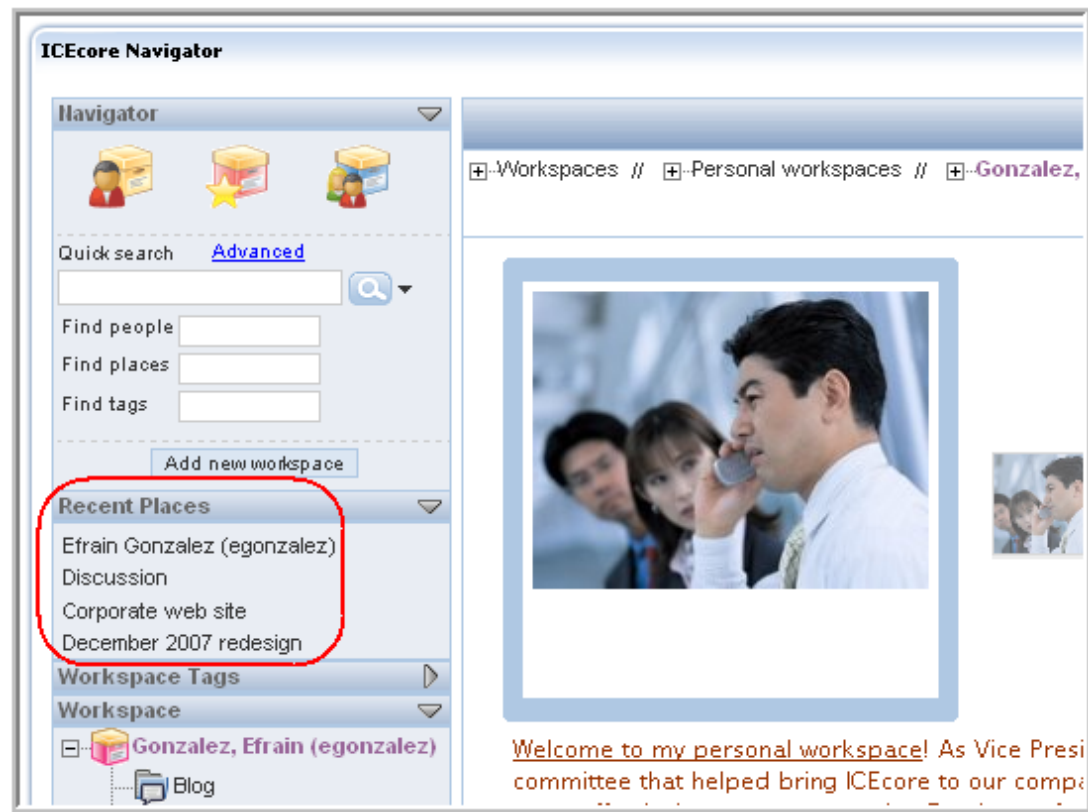 ICEcore Navigator
Navigator
Quick search Advanced
Find people
Find places
Find tags
Add new workspace
Recent Places
Efrain Gonzalez (egonzalez)
Discussion
Corporate web site
December 2007 redesign
Workspace Tags
Workspace
Gonzalez, Efrain (egonzalez)
Blog
Workspaces // Personal workspaces // Gonzalez,
Welcome to my personal workspace! As Vice Presi
committee that helped bring ICEcore to our compa